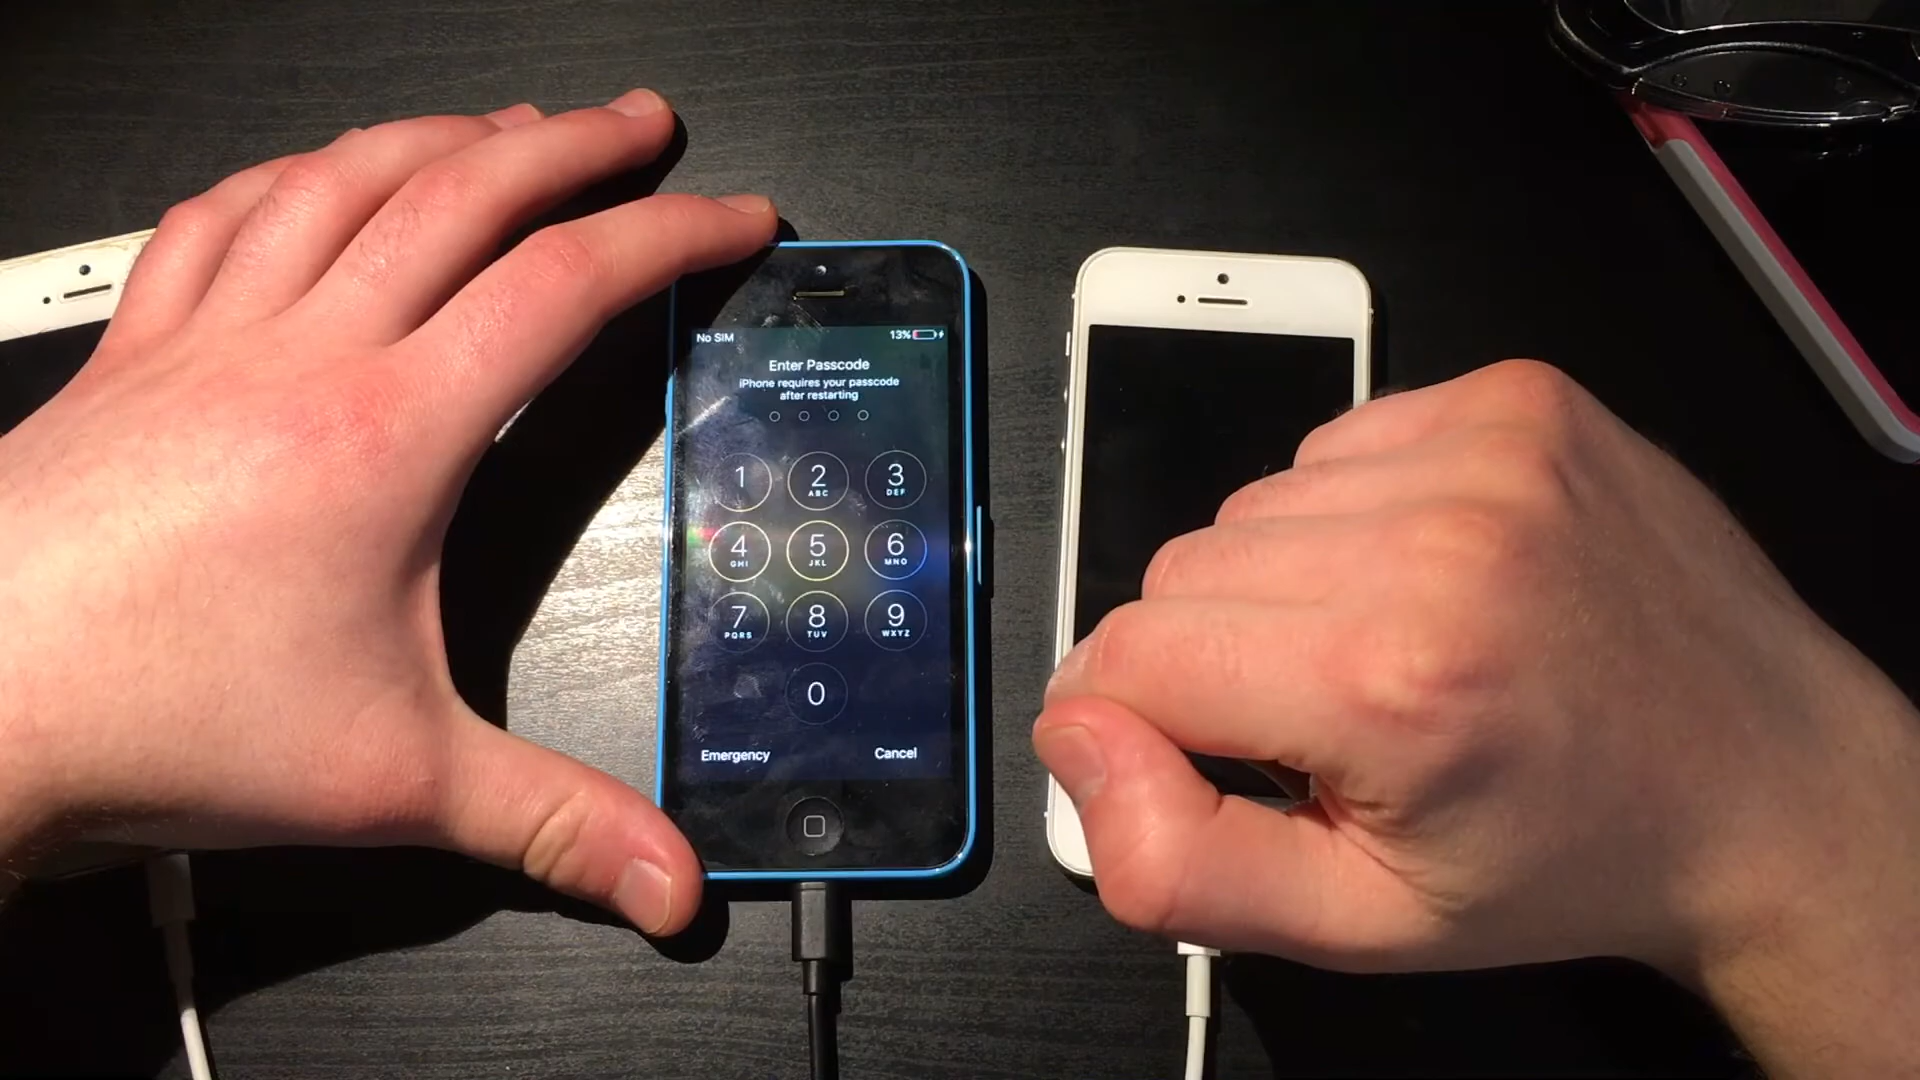 No SIM 13%
Enter Passcode
iPhone requires your passcode
after restarting
1 2 3
ABC DEF
4 5 6
GHI JKL MNO
7 8 9
PQRS TUV WXYZ
0
Emergency Cancel